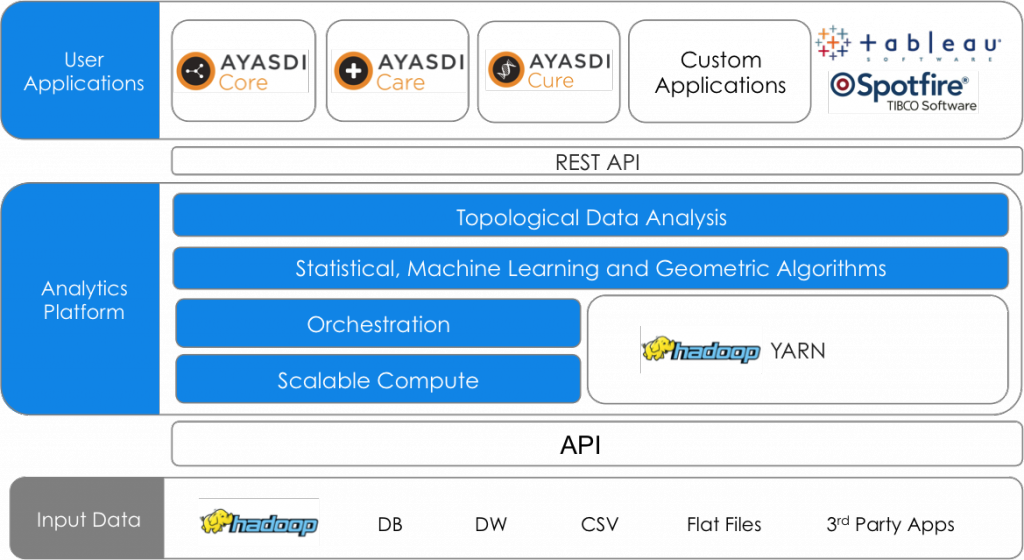 User
Applications
AYASDI
Core
AYASDI
Care
AYASDI
Cure
Custom
Applications
+ableau®
SOFTWARE
Spotfire®
TIBCO Software
REST API
Analytics
Platform
Topological Data Analysis
Statistical, Machine Learning and Geometric Algorithms
Orchestration
Scalable Compute
hadoop YARN
API
Input Data
hadoop DB DW CSV Flat Files 3rd Party Apps